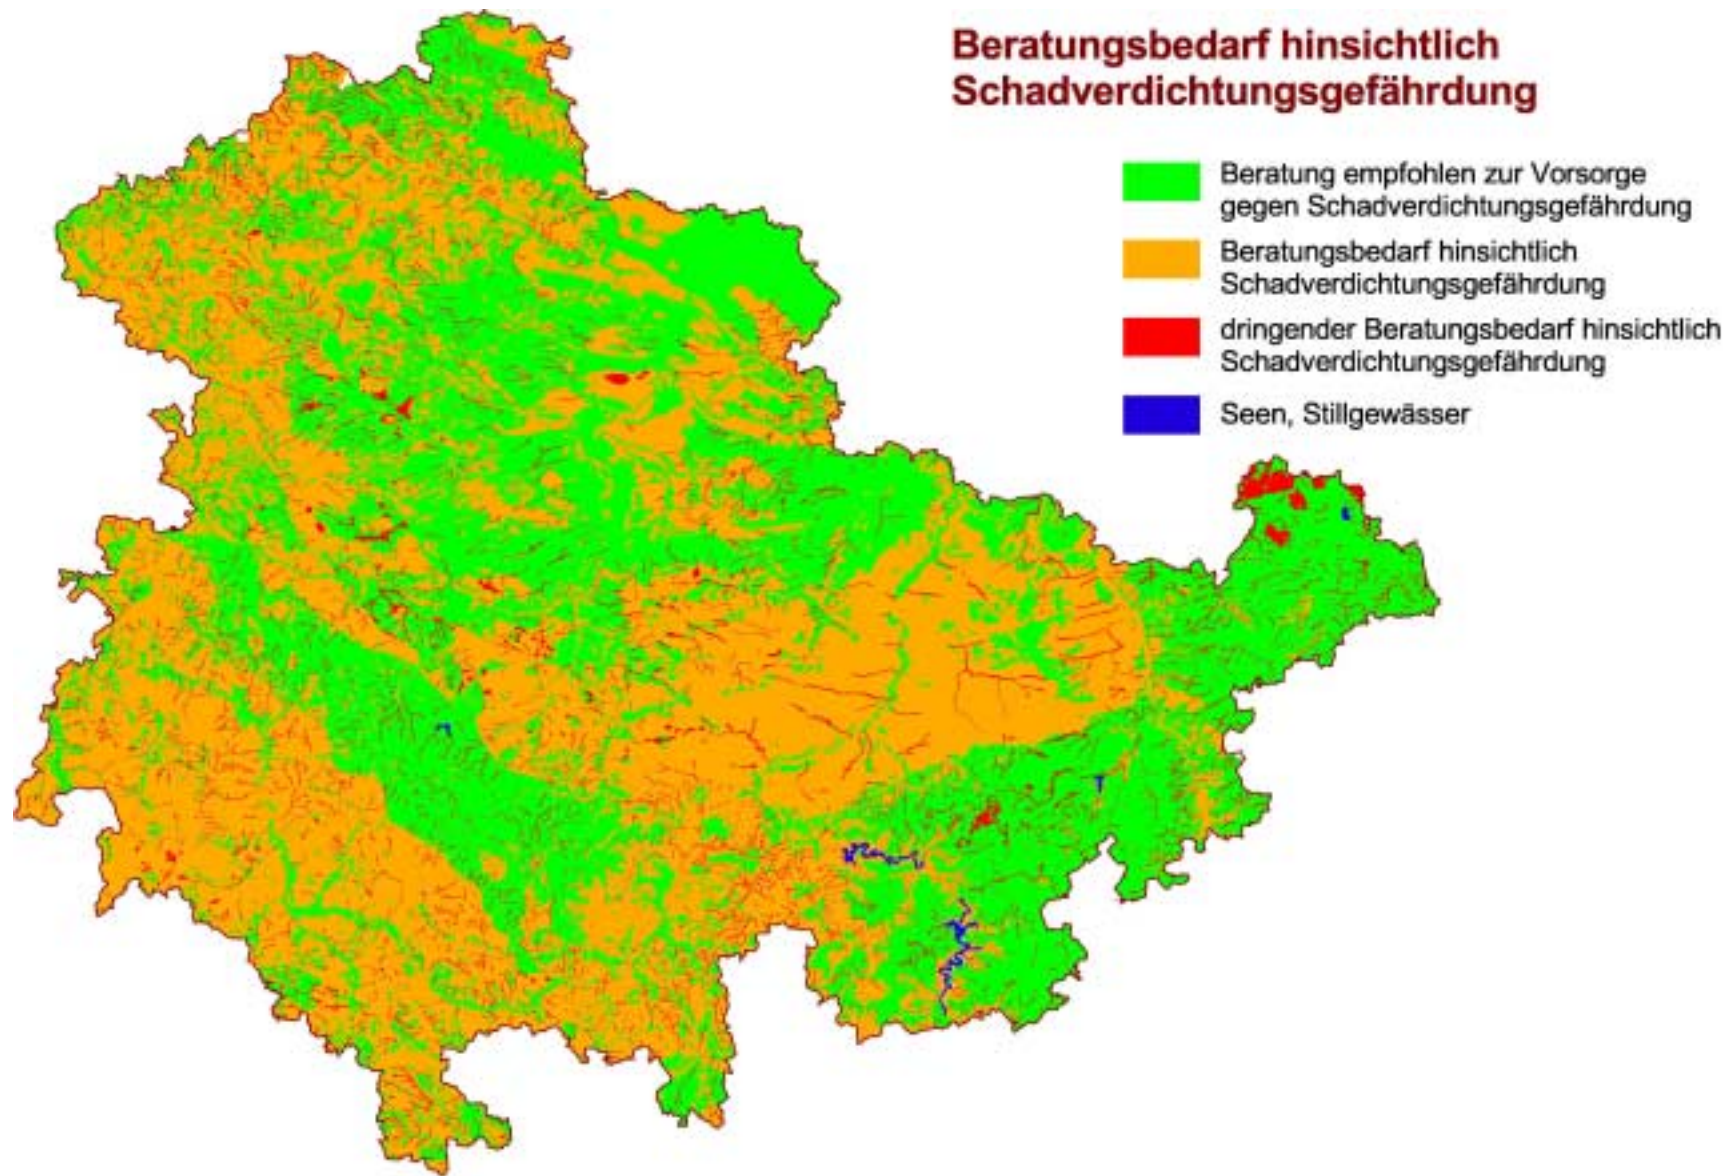 Beratungsbedarf hinsichtlich
Schadverdichtungsgefährdung
Beratung empfohlen zur Vorsorge
gegen Schadverdichtungsgefährdung
Beratungsbedarf hinsichtlich
Schadverdichtungsgefährdung
dringender Beratungsbedarf hinsichtlich
Schadverdichtungsgefährdung
Seen, Stillgewässer